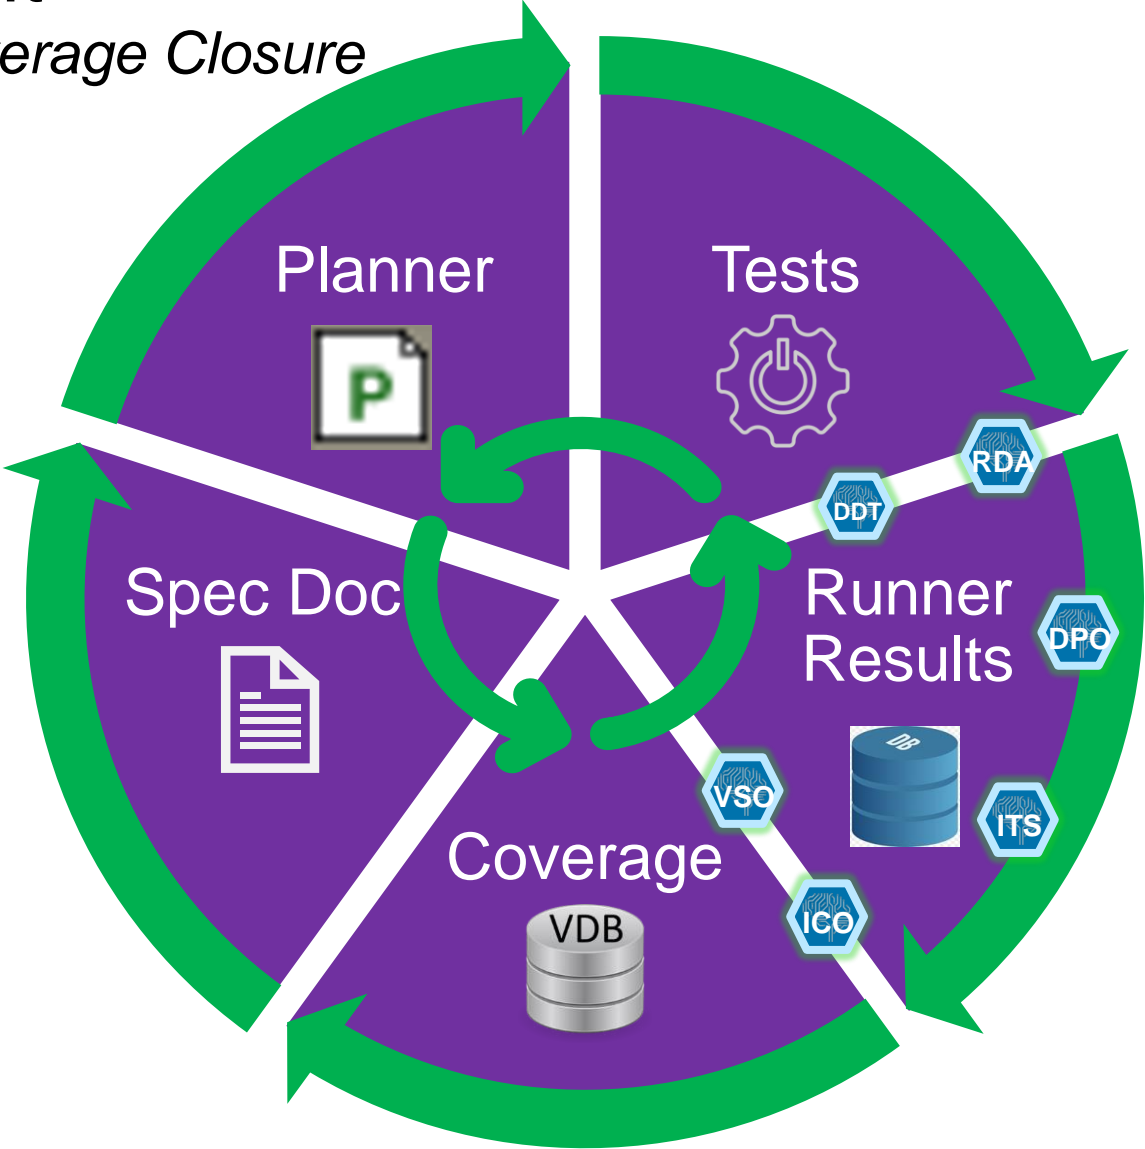 erage Closure
Planner
Tests
P
RDA
DDT
Spec Doc
Runner
Results
DPO
DB
VSO
ITS
Coverage
ICO
VDB